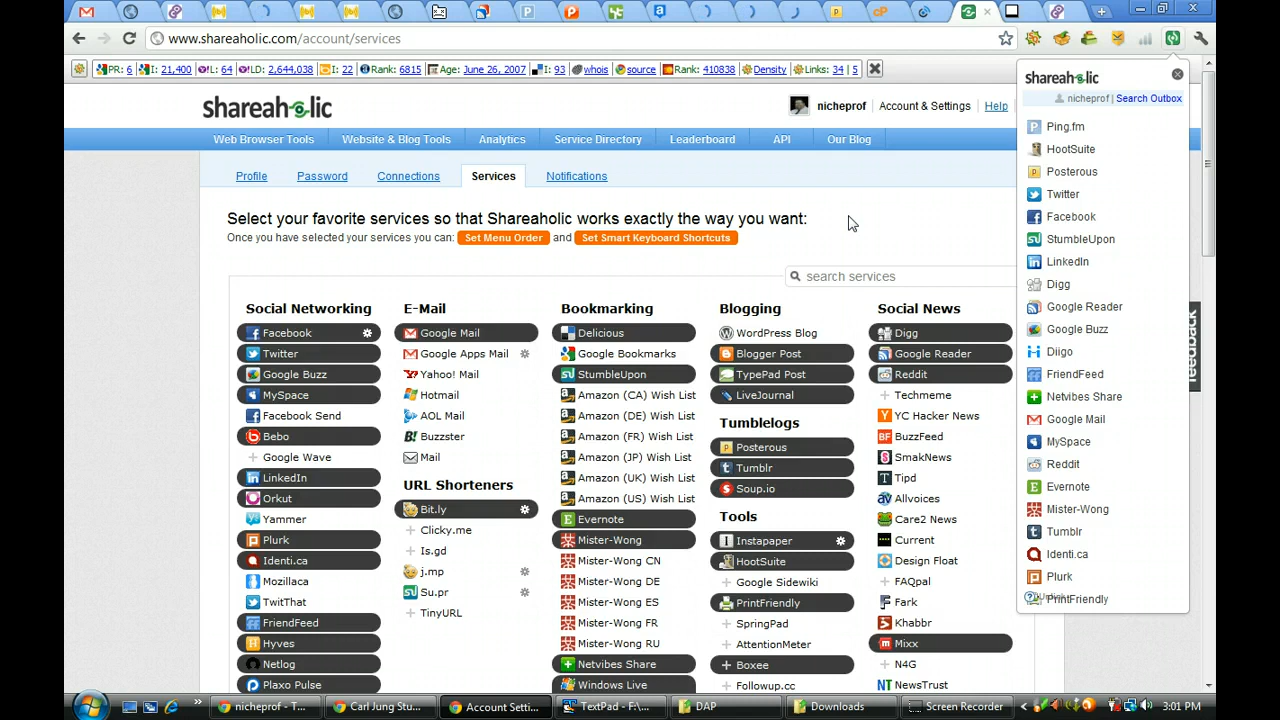 www.shareaholic.com/account/services
PR: 6 I: 21,400 L: 64 LD: 2,644,038 I: 22 Rank: 6815 Age: June 26, 2007 I: 93 whois source Rank: 410838 Density Links: 34 | 5
shareaholic
nicheprof Account & Settings Help
Web Browser Tools Website & Blog Tools Analytics Service Directory Leaderboard API Our Blog
Profile Password Connections Services Notifications
Select your favorite services so that Shareaholic works exactly the way you want:
Once you have selected your services you can: Set Menu Order and Set Smart Keyboard Shortcuts
search services
Social Networking
Facebook
Twitter
Google Buzz
MySpace
Facebook Send
Bebo
Google Wave
LinkedIn
Orkut
Yammer
Plurk
Identi.ca
Mozillaca
TwitThat
FriendFeed
Hyves
Netlog
Plaxo Pulse
E-Mail
Google Mail
Google Apps Mail
Yahoo! Mail
Hotmail
AOL Mail
Buzzster
Mail
URL Shorteners
Bit.ly
Clicky.me
Is.gd
j.mp
Su.pr
TinyURL
Bookmarking
Delicious
Google Bookmarks
StumbleUpon
Amazon (CA) Wish List
Amazon (DE) Wish List
Amazon (FR) Wish List
Amazon (JP) Wish List
Amazon (UK) Wish List
Amazon (US) Wish List
Evernote
Mister-Wong
Mister-Wong CN
Mister-Wong DE
Mister-Wong ES
Mister-Wong FR
Mister-Wong RU
Netvibes Share
Windows Live
Blogging
WordPress Blog
Blogger Post
TypePad Post
LiveJournal
Tumblelogs
Posterous
Tumblr
Soup.io
Tools
Instapaper
HootSuite
Google Sidewiki
PrintFriendly
SpringPad
AttentionMeter
Boxee
Followup.cc
Social News
Digg
Google Reader
Reddit
Techmeme
YC Hacker News
BuzzFeed
SmakNews
Tipd
Allvoices
Care2 News
Current
Design Float
FAQpal
Fark
Khabbr
Mixx
N4G
NewsTrust
feedback
shareaholic
nicheprof | Search Outbox
Ping.fm
HootSuite
Posterous
Twitter
Facebook
StumbleUpon
LinkedIn
Digg
Google Reader
Google Buzz
Diigo
FriendFeed
Netvibes Share
Google Mail
MySpace
Reddit
Evernote
Mister-Wong
Tumblr
Identi.ca
Plurk
PrintFriendly
nicheprof - T... Carl Jung Stu... Account Setti... TextPad - F:\... DAP Downloads Screen Recorder 3:01 PM